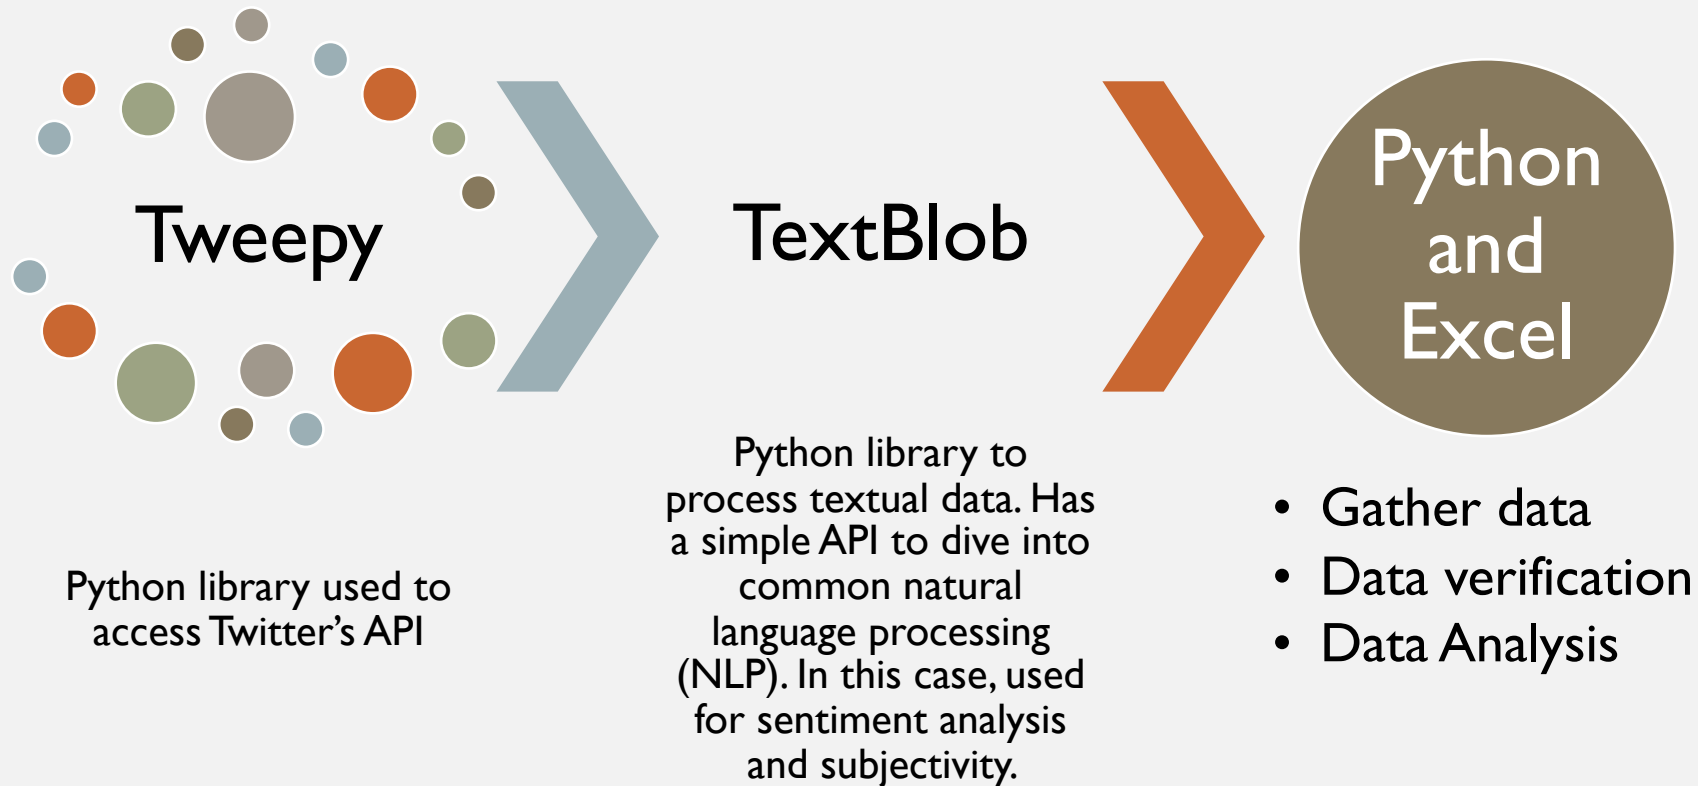 Tweepy
Python library used to
access Twitter’s API
TextBlob
Python library to
process textual data. Has
a simple API to dive into
common natural
language processing
(NLP). In this case, used
for sentiment analysis
and subjectivity.
Python
and
Excel
• Gather data
• Data verification
• Data Analysis